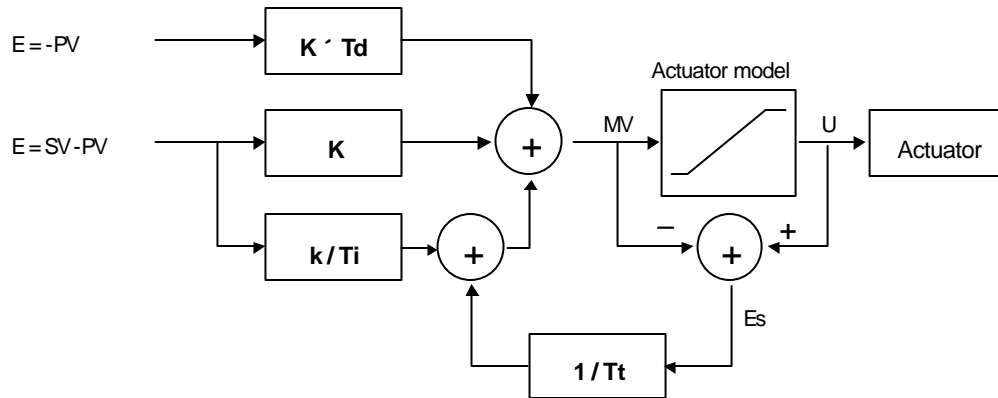 E = -PV
K ´ Td
Actuator model
E = SV-PV
K
+
MV
U
Actuator
k / Ti
+
−
+
+
Es
1 / Tt